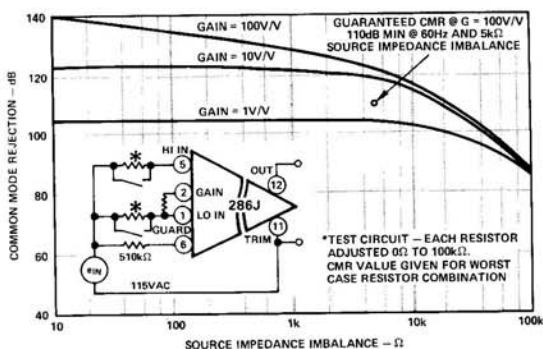 COMMON MODE REJECTION – dB
140
120
100
80
60
40
GAIN = 100V/V
GAIN = 10V/V
GAIN = 1V/V
GUARANTEED CMR @ G = 100V/V
110dB MIN @ 60Hz AND 5kΩ
SOURCE IMPEDANCE IMBALANCE
*
HI IN
5
2
GAIN
1
LO IN
*
GUARD
6
510kΩ
eIN
115VAC
286J
OUT
12
11
TRIM
*TEST CIRCUIT – EACH RESISTOR
ADJUSTED 0Ω TO 100kΩ.
CMR VALUE GIVEN FOR WORST
CASE RESISTOR COMBINATION
10
100
1k
10k
100k
SOURCE IMPEDANCE IMBALANCE – Ω